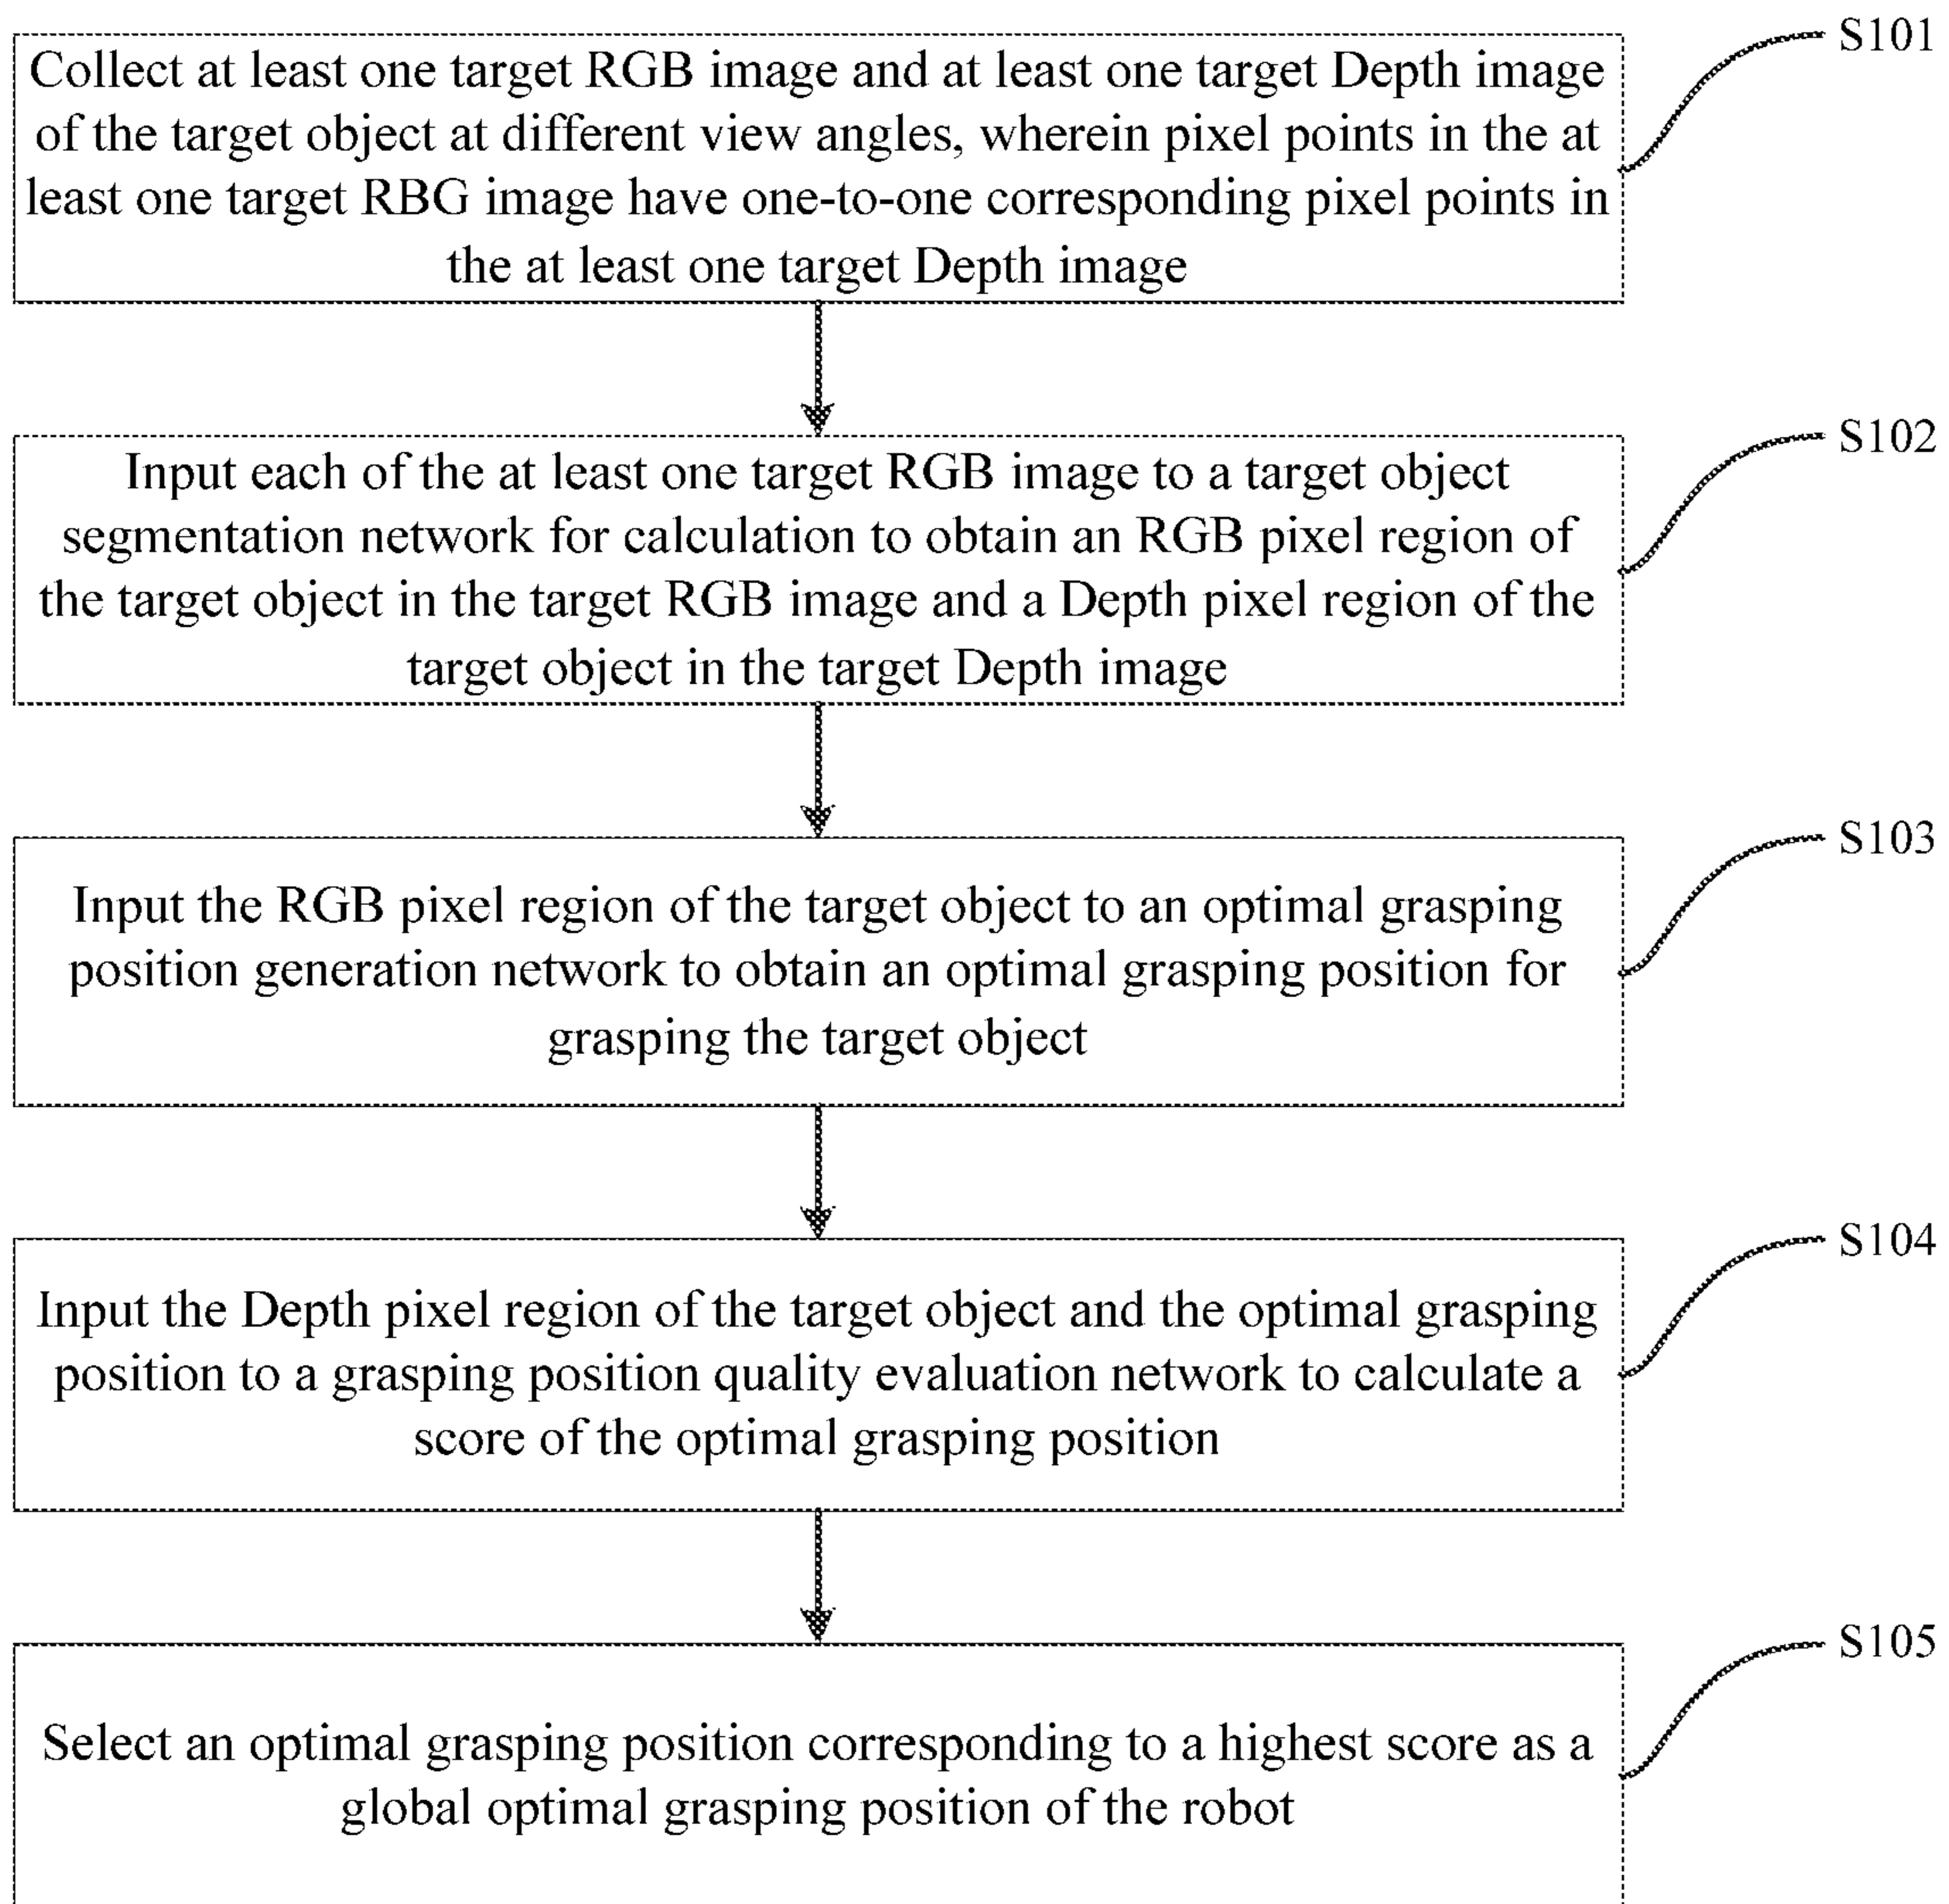 S101
Collect at least one target RGB image and at least one target Depth image
of the target object at different view angles, wherein pixel points in the at
least one target RBG image have one-to-one corresponding pixel points in
the at least one target Depth image
S102
Input each of the at least one target RGB image to a target object
segmentation network for calculation to obtain an RGB pixel region of
the target object in the target RGB image and a Depth pixel region of the
target object in the target Depth image
S103
Input the RGB pixel region of the target object to an optimal grasping
position generation network to obtain an optimal grasping position for
grasping the target object
S104
Input the Depth pixel region of the target object and the optimal grasping
position to a grasping position quality evaluation network to calculate a
score of the optimal grasping position
S105
Select an optimal grasping position corresponding to a highest score as a
global optimal grasping position of the robot